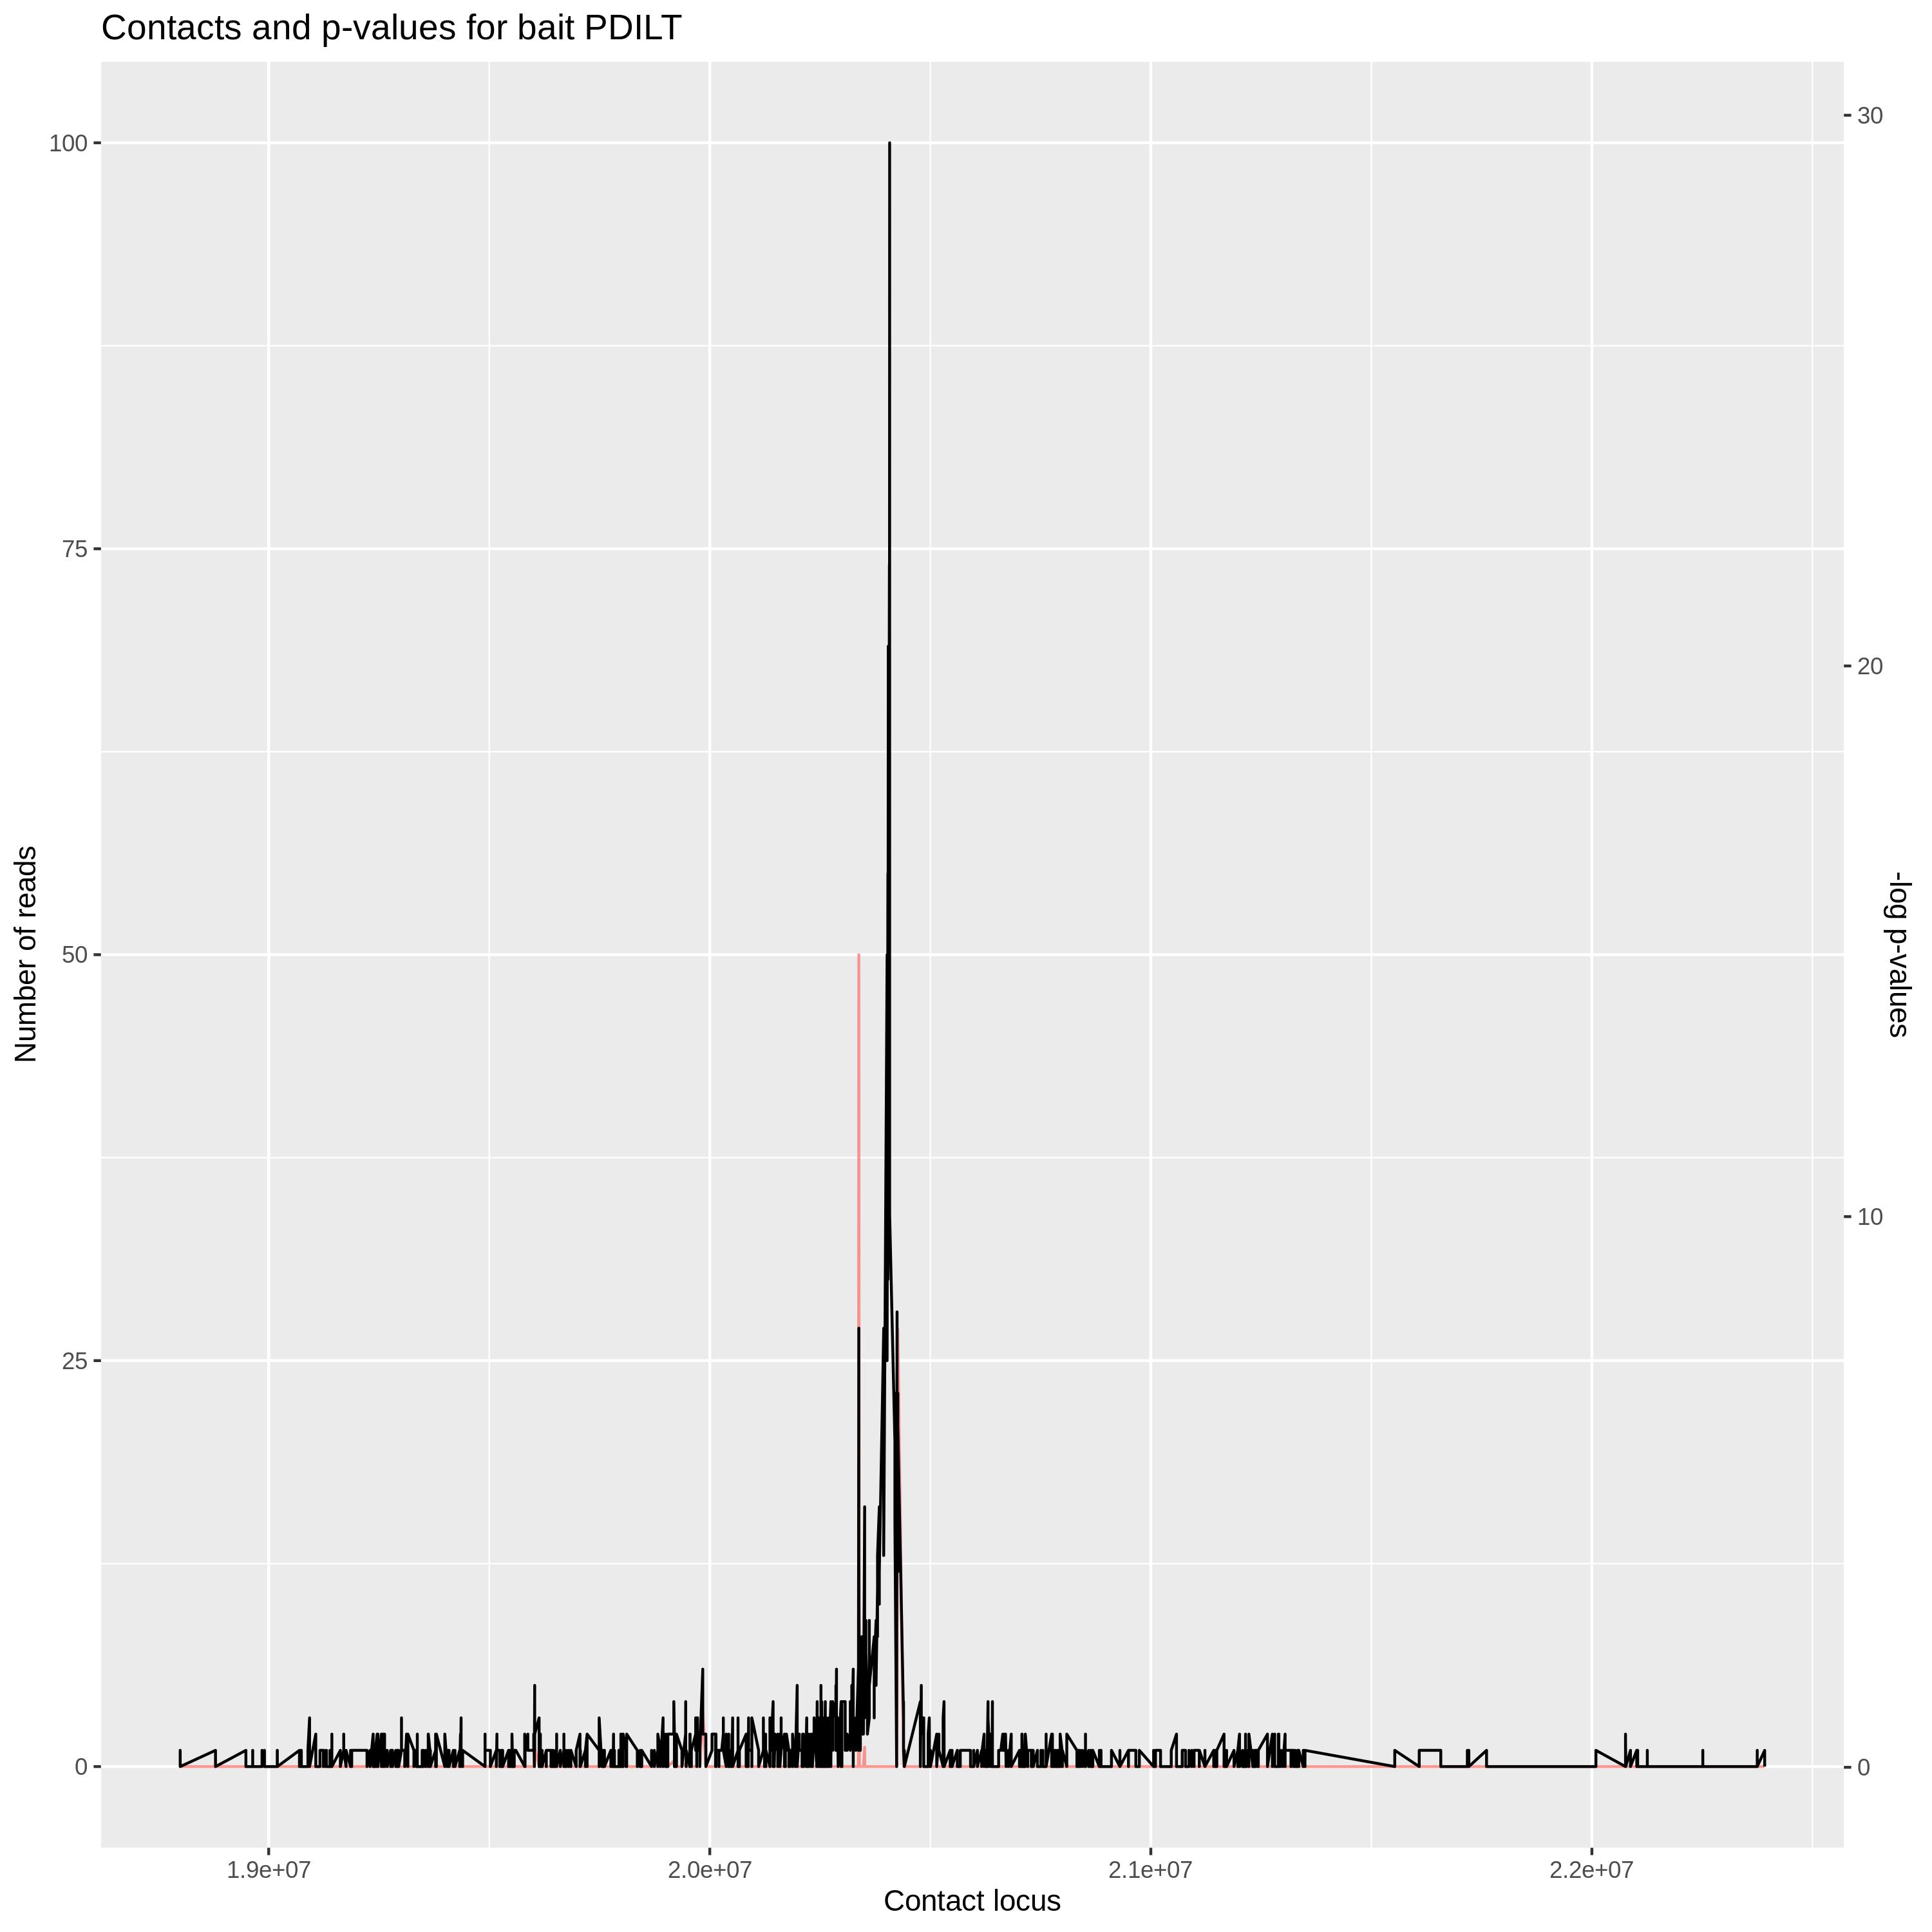 Contacts and p-values for bait PDILT
100
75
50
25
0
Number of reads
30
20
10
0
-log p-values
1.9e+07
2.0e+07
2.1e+07
2.2e+07
Contact locus